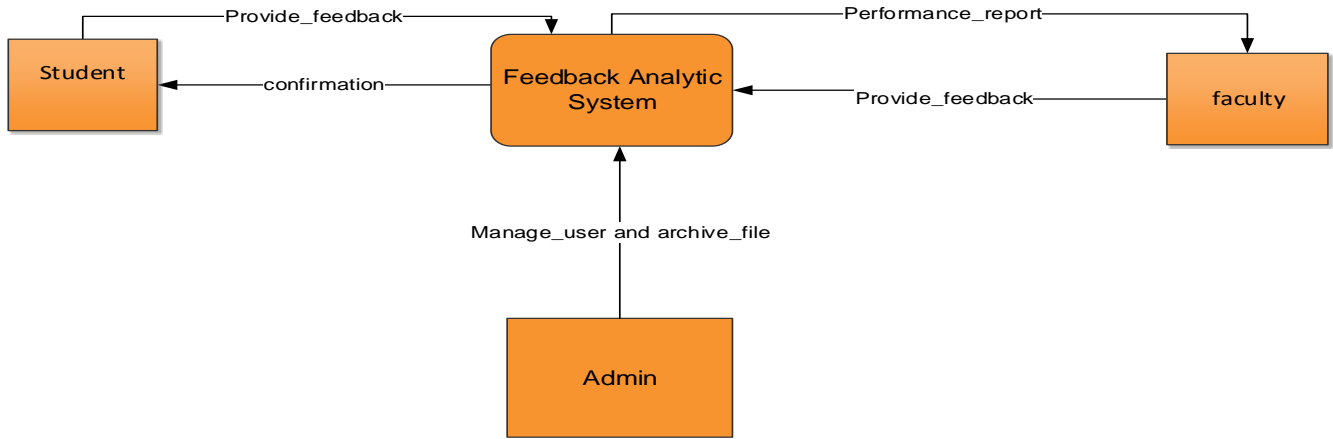 Provide_feedback
Performance_report
Student
Feedback Analytic
System
confirmation
Provide_feedback
faculty
Manage_user and archive_file
Admin